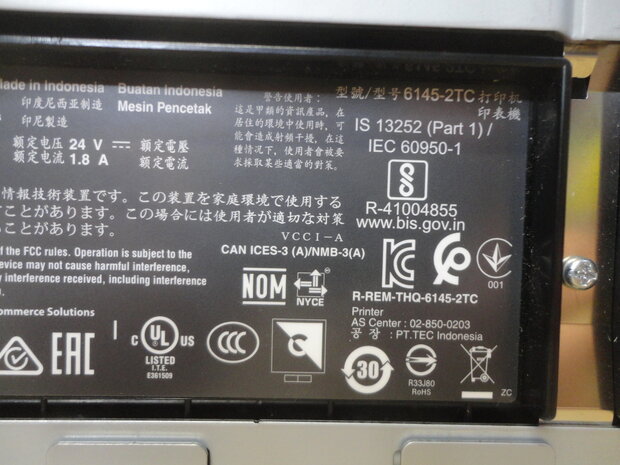 Made in Indonesia Buatan Indonesia
印度尼西亚制造 Mesin Pencetak
印尼製造
额定电压 24 V ⎓ 額定電壓
额定电流 1.8 A 額定電流
警告使用者：
這是甲類的資訊產品，在
居住的環境中使用時，可
能會造成射頻干擾，在這
種情況下，使用者會被要
求採取某些適當的對策。
型號/型号 6145-2TC 打印机
印表機
IS 13252 (Part 1) /
IEC 60950-1
R-41004855
www.bis.gov.in
情報技術装置です。この装置を家庭環境で使用する
ことがあります。この場合には使用者が適切な対策
ことがあります。
VCCI-A
of the FCC rules. Operation is subject to the
device may not cause harmful interference,
interference received, including interference
CAN ICES-3 (A)/NMB-3(A)
NOM NYCE
001
R-REM-THQ-6145-2TC
Printer
AS Center : 02-850-0203
공 장 : PT.TEC Indonesia
Commerce Solutions
EAC
C UL US
LISTED
I.T.E.
E361509
CCC
30
R33J80
RoHS
ZC